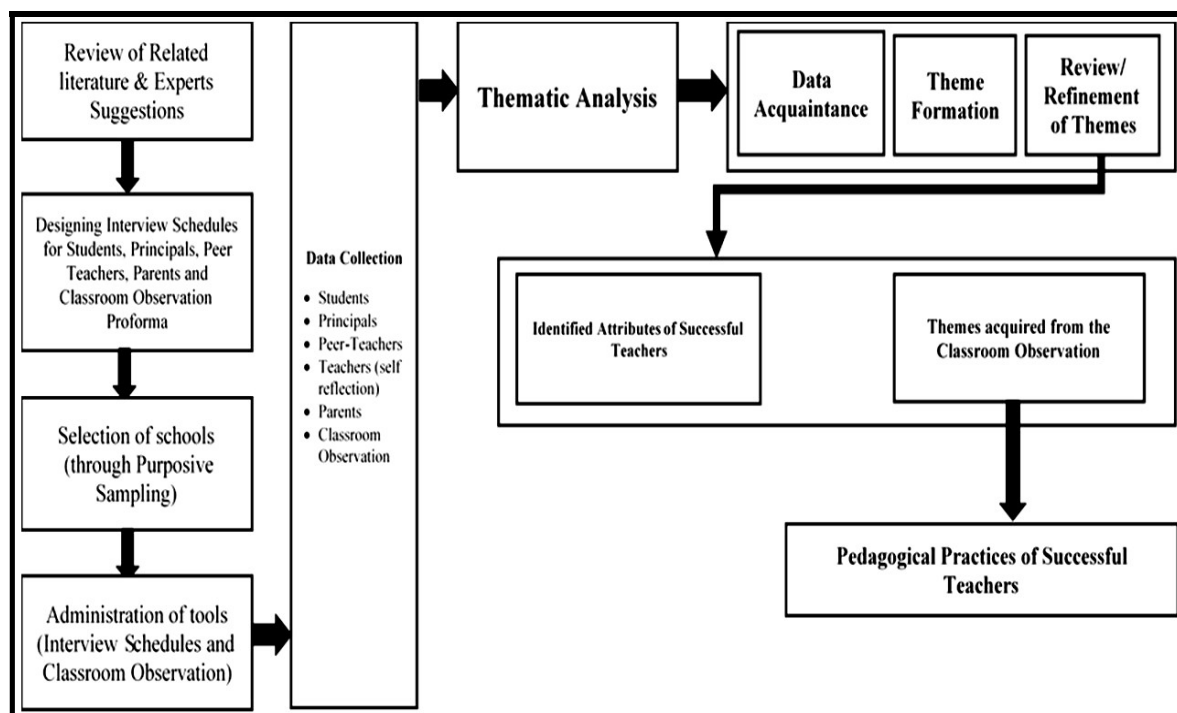 Review of Related
literature & Experts
Suggestions
Designing Interview Schedules
for Students, Principals, Peer
Teachers, Parents and
Classroom Observation
Proforma
Selection of schools
(through Purposive
Sampling)
Administration of tools
(Interview Schedules and
Classroom Observation)
Data Collection
• Students
• Principals
• Peer-Teachers
• Teachers (self
reflection)
• Parents
• Classroom
Observation
Thematic Analysis
Data
Acquaintance
Theme
Formation
Review/
Refinement
of Themes
Identified Attributes of Successful
Teachers
Themes acquired from the
Classroom Observation
Pedagogical Practices of Successful
Teachers